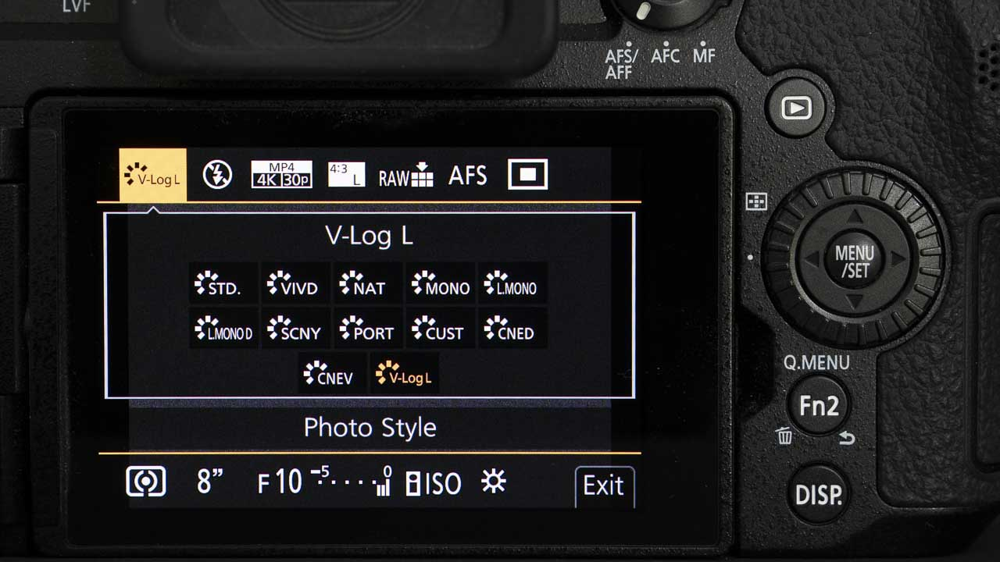 LVF
AFS/ AFC MF
AFF
V-Log L MP4 4K 30p 4:3 L RAW AFS
V-Log L
STD. VIVD NAT MONO L.MONO
L.MONO D SCNY PORT CUST CNED
CNEV V-Log L
Photo Style
8" F 10 -5 0 ISO Exit
MENU
/SET
Q.MENU
Fn2
DISP.